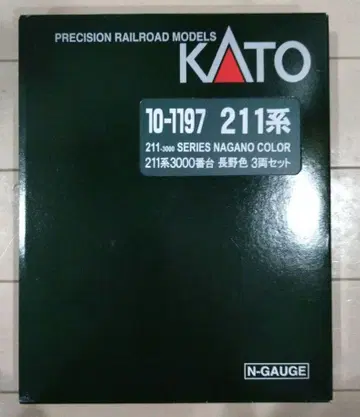 PRECISION RAILROAD MODELS
KATO
10-1197 211系
211-3000 SERIES NAGANO COLOR
211系3000番台 長野色 3両セット
N-GAUGE